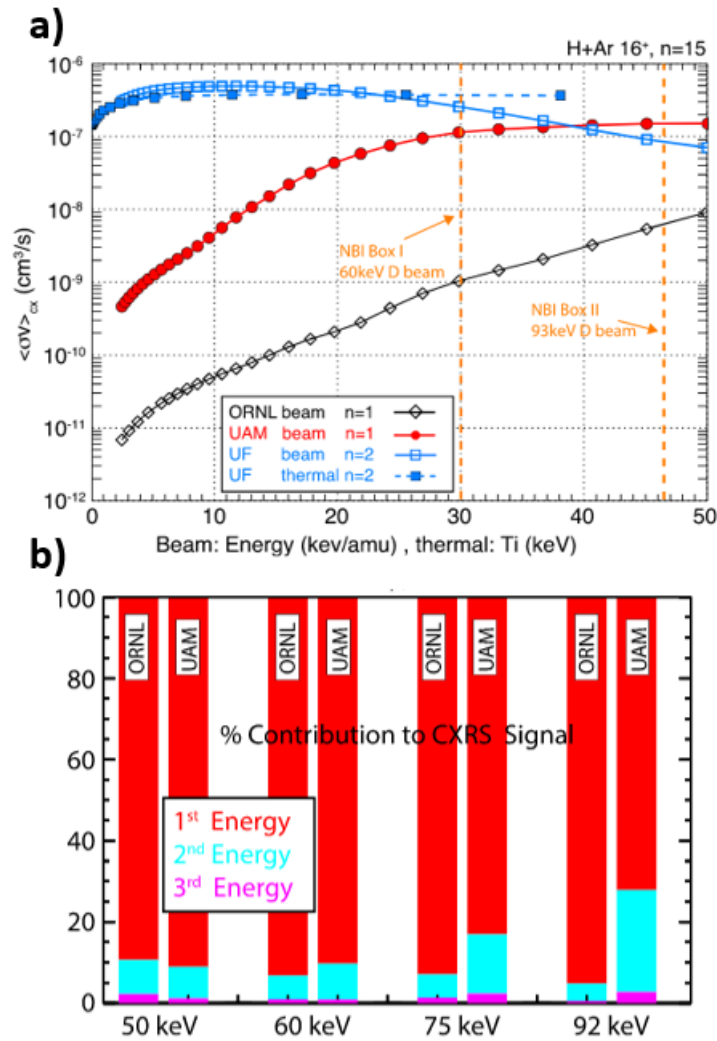 a)
H+Ar 16⁺, n=15
10⁻⁶
10⁻⁷
10⁻⁸
10⁻⁹
10⁻¹⁰
10⁻¹¹
10⁻¹²
<σv>cx (cm³/s)
NBI Box I
60keV D beam
NBI Box II
93keV D beam
ORNL beam n=1
UAM beam n=1
UF beam n=2
UF thermal n=2
0 10 20 30 40 50
Beam: Energy (kev/amu) , thermal: Ti (keV)
b)
100
80
60
40
20
0
ORNL UAM ORNL UAM ORNL UAM ORNL UAM
% Contribution to CXRS Signal
1st Energy
2nd Energy
3rd Energy
50 keV 60 keV 75 keV 92 keV